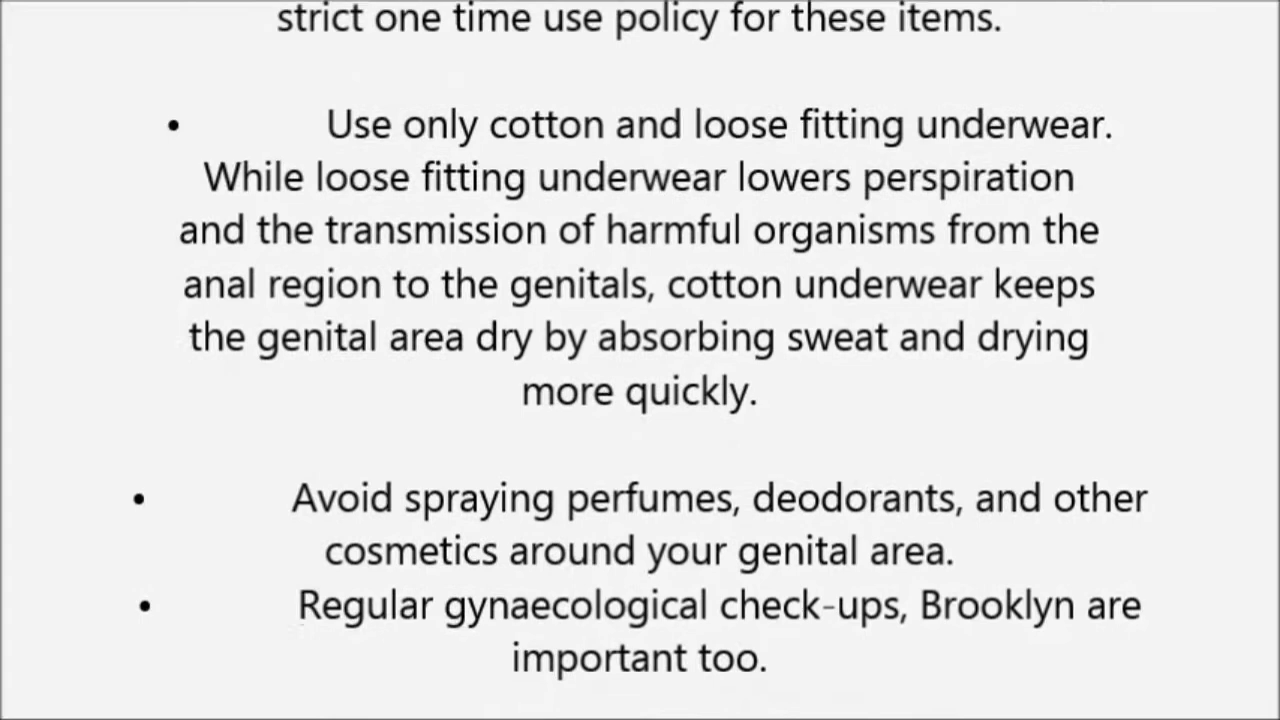 strict one time use policy for these items.
• Use only cotton and loose fitting underwear.
While loose fitting underwear lowers perspiration
and the transmission of harmful organisms from the
anal region to the genitals, cotton underwear keeps
the genital area dry by absorbing sweat and drying
more quickly.
• Avoid spraying perfumes, deodorants, and other
cosmetics around your genital area.
• Regular gynaecological check-ups, Brooklyn are
important too.